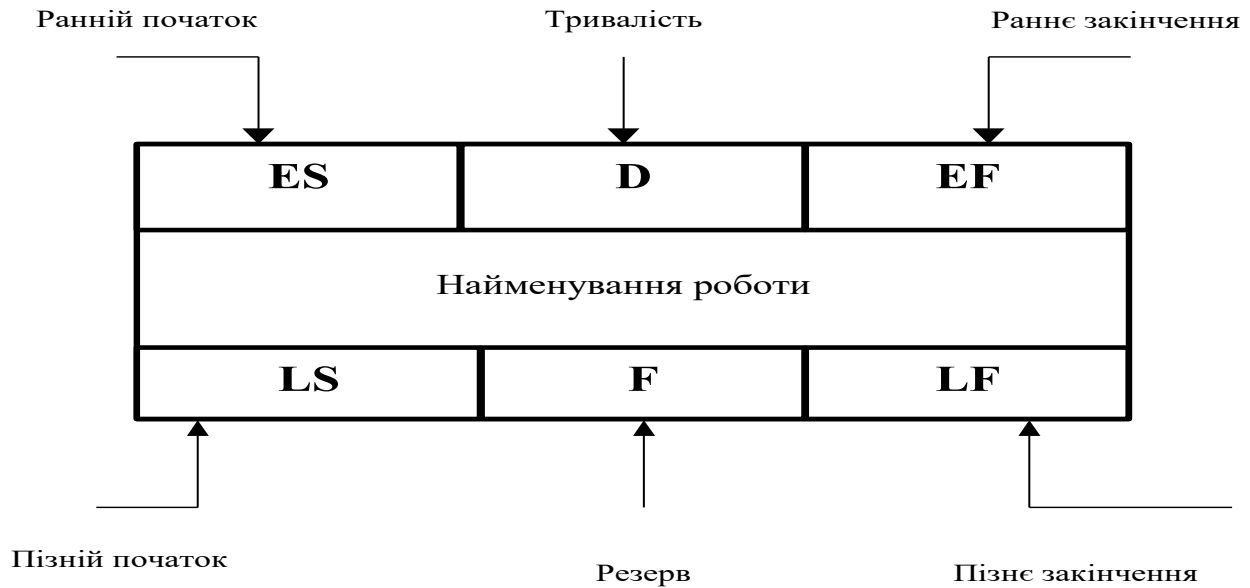 Ранній початок
Тривалість
Раннє закінчення
ES
D
EF
Найменування роботи
LS
F
LF
Пізній початок
Резерв
Пізнє закінчення